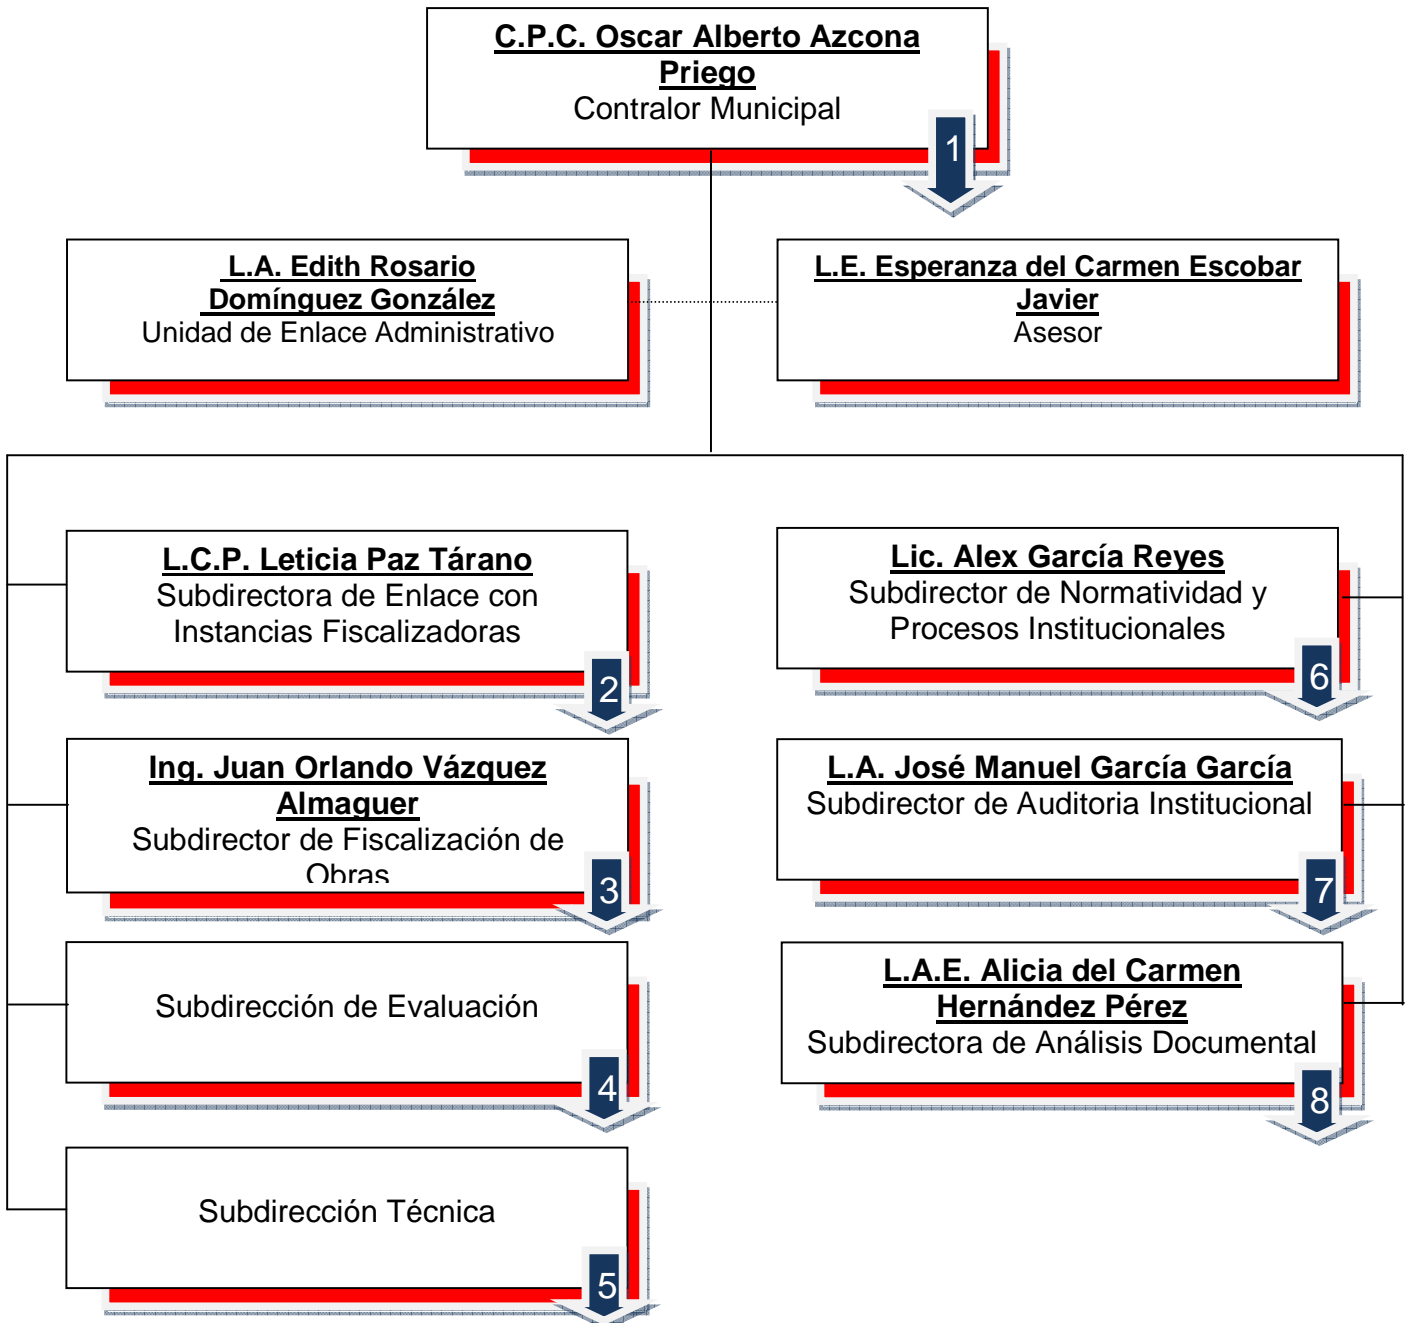 C.P.C. Oscar Alberto Azcona
Priego
Contralor Municipal
1
L.A. Edith Rosario
Domínguez González
Unidad de Enlace Administrativo
L.E. Esperanza del Carmen Escobar
Javier
Asesor
L.C.P. Leticia Paz Tárano
Subdirectora de Enlace con
Instancias Fiscalizadoras
2
Ing. Juan Orlando Vázquez
Almaguer
Subdirector de Fiscalización de
Obras
3
Subdirección de Evaluación
4
Subdirección Técnica
5
Lic. Alex García Reyes
Subdirector de Normatividad y
Procesos Institucionales
6
L.A. José Manuel García García
Subdirector de Auditoria Institucional
7
L.A.E. Alicia del Carmen
Hernández Pérez
Subdirectora de Análisis Documental
8